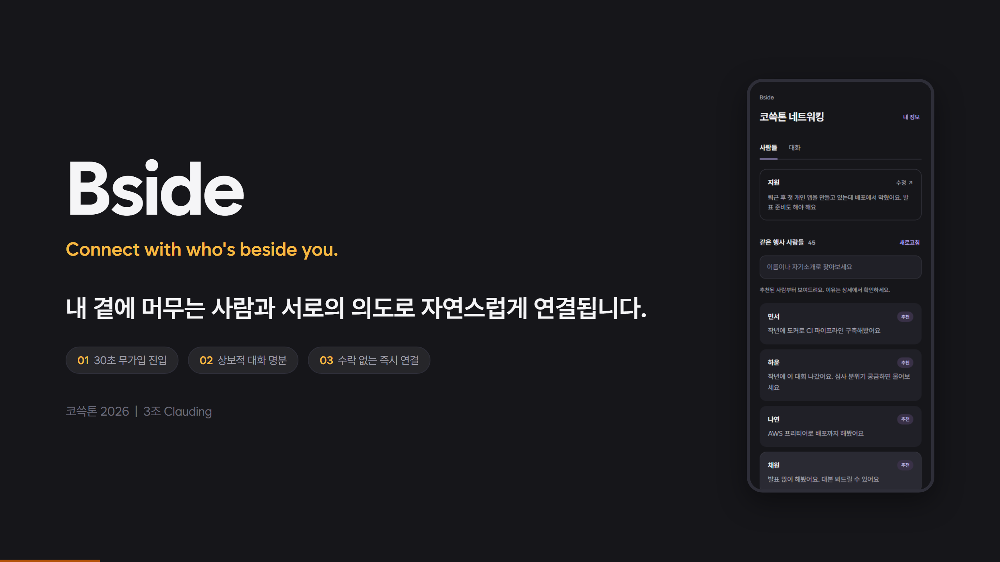 Bside
Connect with who's beside you.
내 곁에 머무는 사람과 서로의 의도로 자연스럽게 연결됩니다.
01 30초 무가입 진입
02 상보적 대화 명분
03 수락 없는 즉시 연결
코쓱톤 2026 | 3조 Clauding
Bside
코쓱톤 네트워킹
내 정보
사람들
대화
지원
수정 ↗
퇴근 후 첫 개인 앱을 만들고 있는데 배포에서 막혔어요. 발
표 준비도 해야 해요
같은 행사 사람들 45
새로고침
이름이나 자기소개로 찾아보세요
추천된 사람부터 보여드려요. 이유는 상세에서 확인하세요.
민서
추천
작년에 도커로 CI 파이프라인 구축해봤어요
하윤
추천
작년에 이 대회 나갔어요. 심사 분위기 궁금하면 물어보
세요
나연
추천
AWS 프리티어로 배포까지 해봤어요
채원
추천
발표 많이 해봤어요. 대본 봐드릴 수 있어요